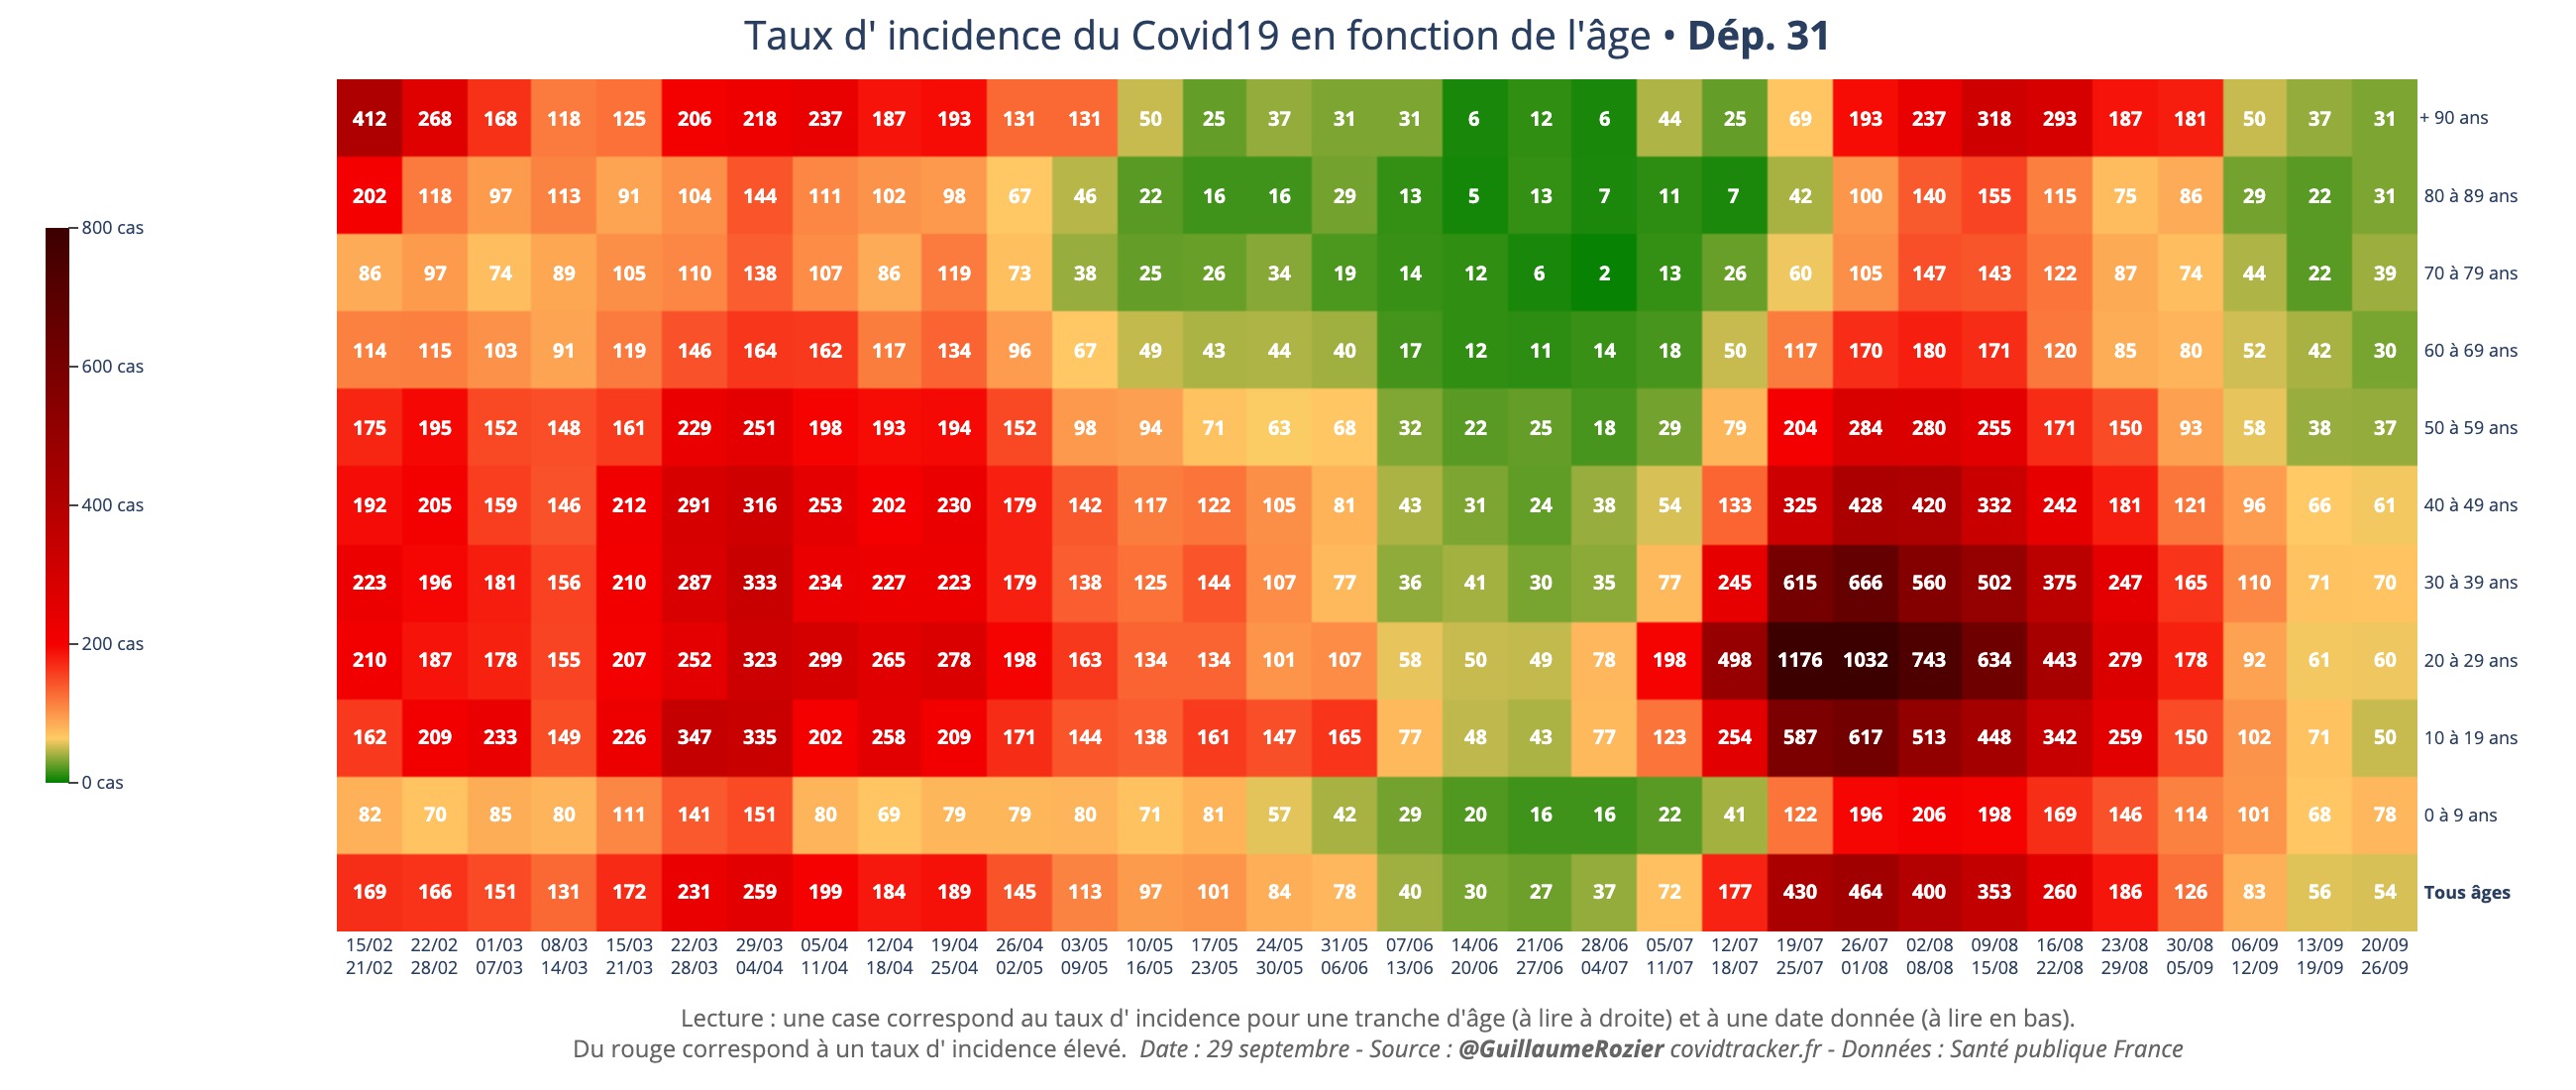 Taux d' incidence du Covid19 en fonction de l'âge • Dép. 31
800 cas
600 cas
400 cas
200 cas
0 cas
412 268 168 118 125 206 218 237 187 193 131 131 50 25 37 31 31 6 12 6 44 25 69 193 237 318 293 187 181 50 37 31 + 90 ans
202 118 97 113 91 104 144 111 102 98 67 46 22 16 16 29 13 5 13 7 11 7 42 100 140 155 115 75 86 29 22 31 80 à 89 ans
86 97 74 89 105 110 138 107 86 119 73 38 25 26 34 19 14 12 6 2 13 26 60 105 147 143 122 87 74 44 22 39 70 à 79 ans
114 115 103 91 119 146 164 162 117 134 96 67 49 43 44 40 17 12 11 14 18 50 117 170 180 171 120 85 80 52 42 30 60 à 69 ans
175 195 152 148 161 229 251 198 193 194 152 98 94 71 63 68 32 22 25 18 29 79 204 284 280 255 171 150 93 58 38 37 50 à 59 ans
192 205 159 146 212 291 316 253 202 230 179 142 117 122 105 81 43 31 24 38 54 133 325 428 420 332 242 181 121 96 66 61 40 à 49 ans
223 196 181 156 210 287 333 234 227 223 179 138 125 144 107 77 36 41 30 35 77 245 615 666 560 502 375 247 165 110 71 70 30 à 39 ans
210 187 178 155 207 252 323 299 265 278 198 163 134 134 101 107 58 50 49 78 198 498 1176 1032 743 634 443 279 178 92 61 60 20 à 29 ans
162 209 233 149 226 347 335 202 258 209 171 144 138 161 147 165 77 48 43 77 123 254 587 617 513 448 342 259 150 102 71 50 10 à 19 ans
82 70 85 80 111 141 151 80 69 79 79 80 71 81 57 42 29 20 16 16 22 41 122 196 206 198 169 146 114 101 68 78 0 à 9 ans
169 166 151 131 172 231 259 199 184 189 145 113 97 101 84 78 40 30 27 37 72 177 430 464 400 353 260 186 126 83 56 54 Tous âges
15/02 22/02 01/03 08/03 15/03 22/03 29/03 05/04 12/04 19/04 26/04 03/05 10/05 17/05 24/05 31/05 07/06 14/06 21/06 28/06 05/07 12/07 19/07 26/07 02/08 09/08 16/08 23/08 30/08 06/09 13/09 20/09
21/02 28/02 07/03 14/03 21/03 28/03 04/04 11/04 18/04 25/04 02/05 09/05 16/05 23/05 30/05 06/06 13/06 20/06 27/06 04/07 11/07 18/07 25/07 01/08 08/08 15/08 22/08 29/08 05/09 12/09 19/09 26/09
Lecture : une case correspond au taux d' incidence pour une tranche d'âge (à lire à droite) et à une date donnée (à lire en bas).
Du rouge correspond à un taux d' incidence élevé. Date : 29 septembre - Source : @GuillaumeRozier covidtracker.fr - Données : Santé publique France